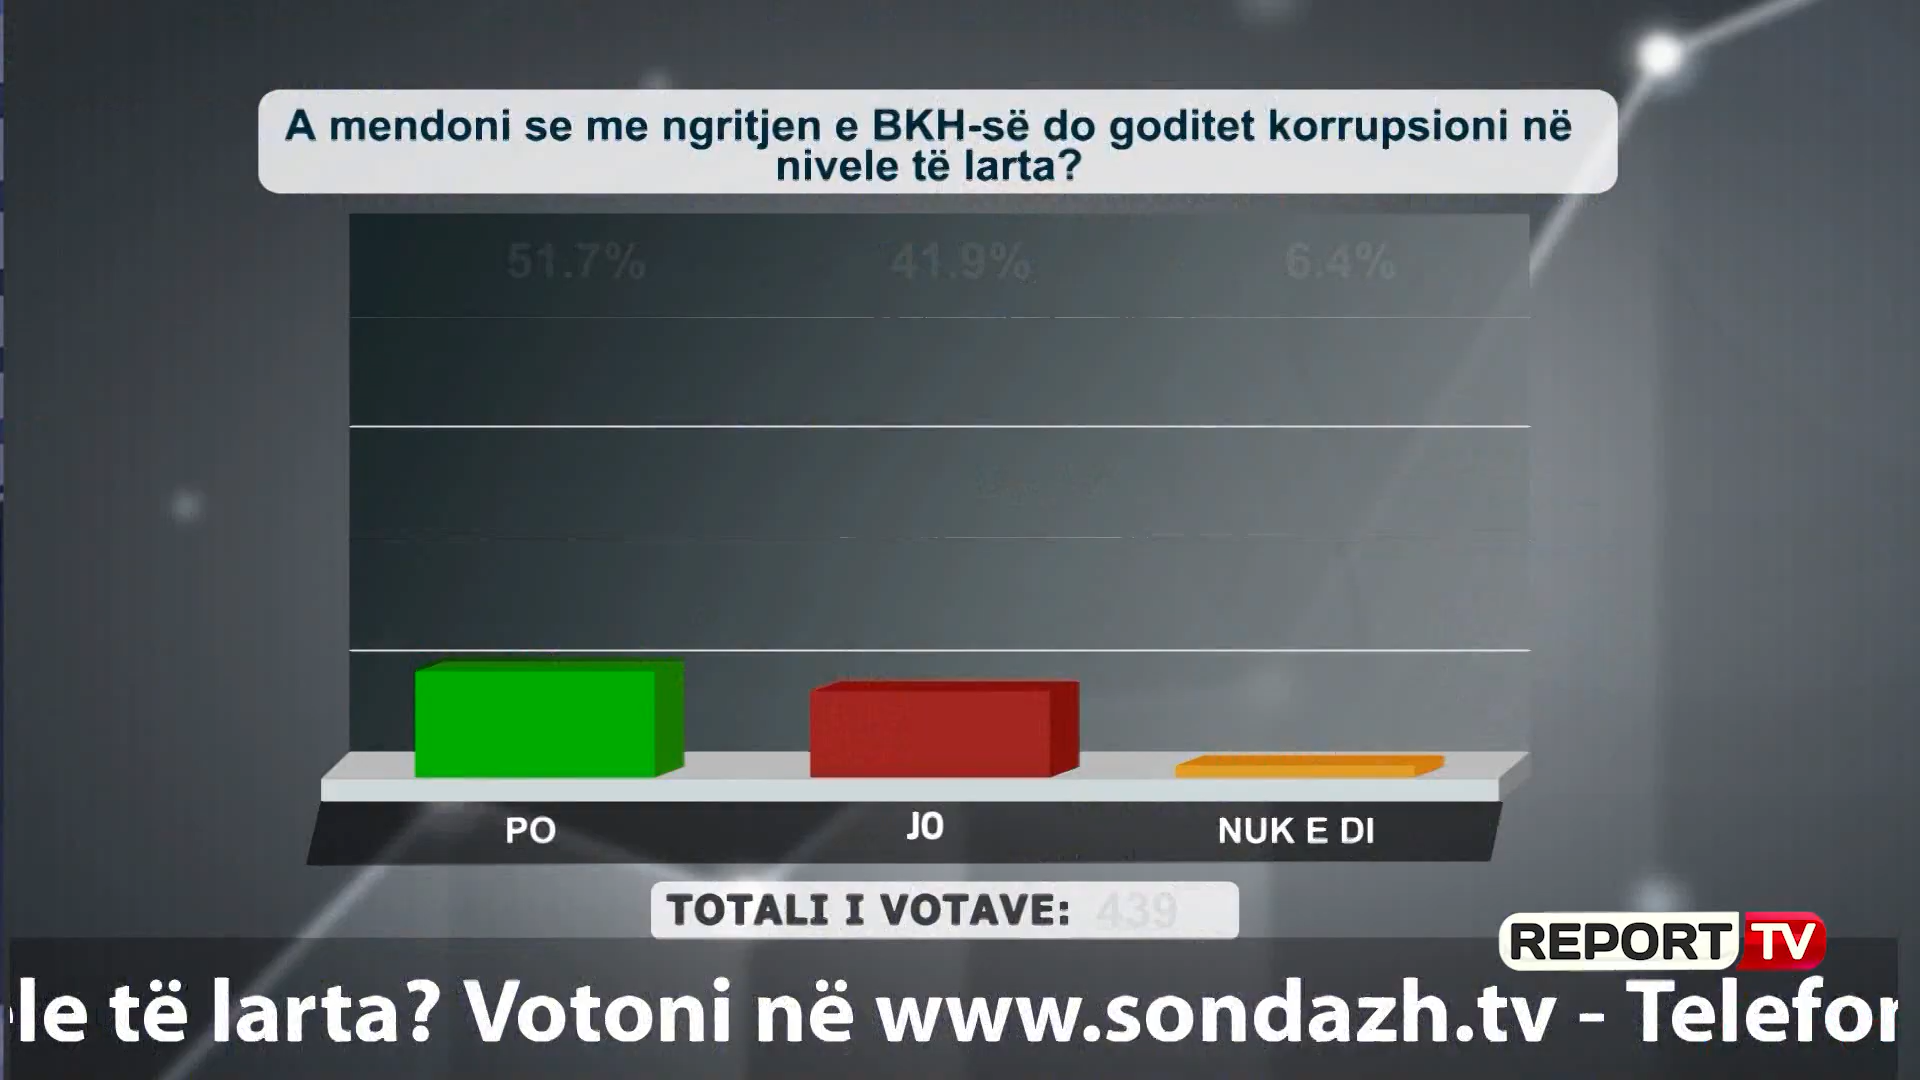 A mendoni se me ngritjen e BKH-së do goditet korrupsioni në
nivele të larta?
51.7% 41.9% 6.4%
PO JO NUK E DI
TOTALI I VOTAVE: 439
REPORT TV
le të larta? Votoni në www.sondazh.tv - Telefon